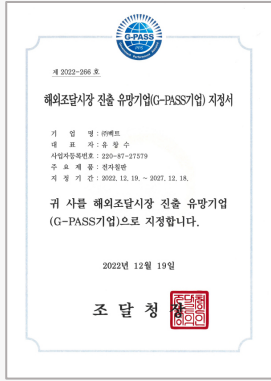 G-PASS
제 2022-266 호
해외조달시장 진출 유망기업(G-PASS기업) 지정서
기 업 명 : ㈜벡트
대 표 자 : 유 창 수
사업자등록번호 : 220-87-27579
주 요 제 품 : 전자칠판
지 정 기 간 : 2022. 12. 19. ~ 2027. 12. 18.
귀 사를 해외조달시장 진출 유망기업
(G-PASS기업)으로 지정합니다.
2022년 12월 19일
조 달 청 장